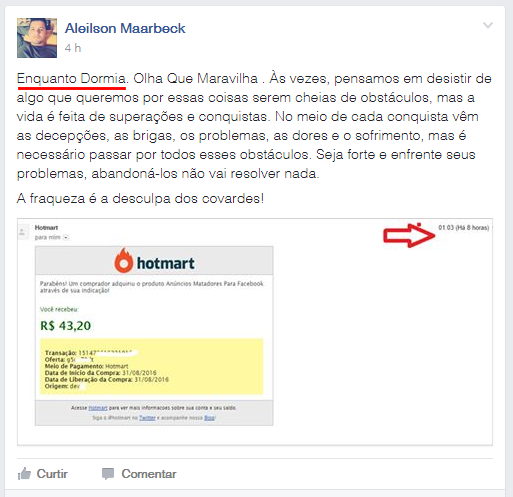 Aleilson Maarbeck
4 h
Enquanto Dormia. Olha Que Maravilha . Às vezes, pensamos em desistir de
algo que queremos por essas coisas serem cheias de obstáculos, mas a
vida é feita de superações e conquistas. No meio de cada conquista vêm
as decepções, as brigas, os problemas, as dores e o sofrimento, mas é
necessário passar por todos esses obstáculos. Seja forte e enfrente seus
problemas, abandoná-los não vai resolver nada.
A fraqueza é a desculpa dos covardes!
Hotmart
para mim
01:03 (Há 8 horas)
hotmart
Parabéns! Um comprador adquiriu o produto Anúncios Matadores Para Facebook
através de sua indicação!
Você recebeu:
R$ 43,20
Transação:
Oferta:
Meio de Pagamento: Hotmart
Data de Início da Compra: 31/08/2016
Data de Liberação da Compra: 31/08/2016
Origem:
Acesse Hotmart para ver mais informações sobre sua conta e seu saldo.
Siga o @hotmart no Twitter e acompanhe nosso Blog!
Curtir
Comentar